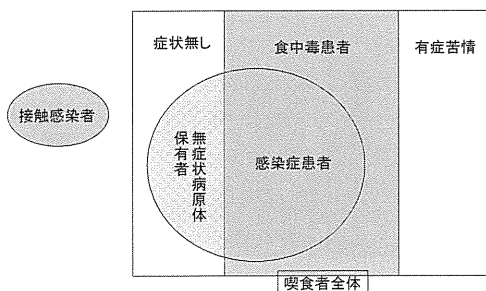 症状無し
食中毒患者
有症苦情
接触感染者
無症状病原体
保有者
感染症患者
喫食者全体